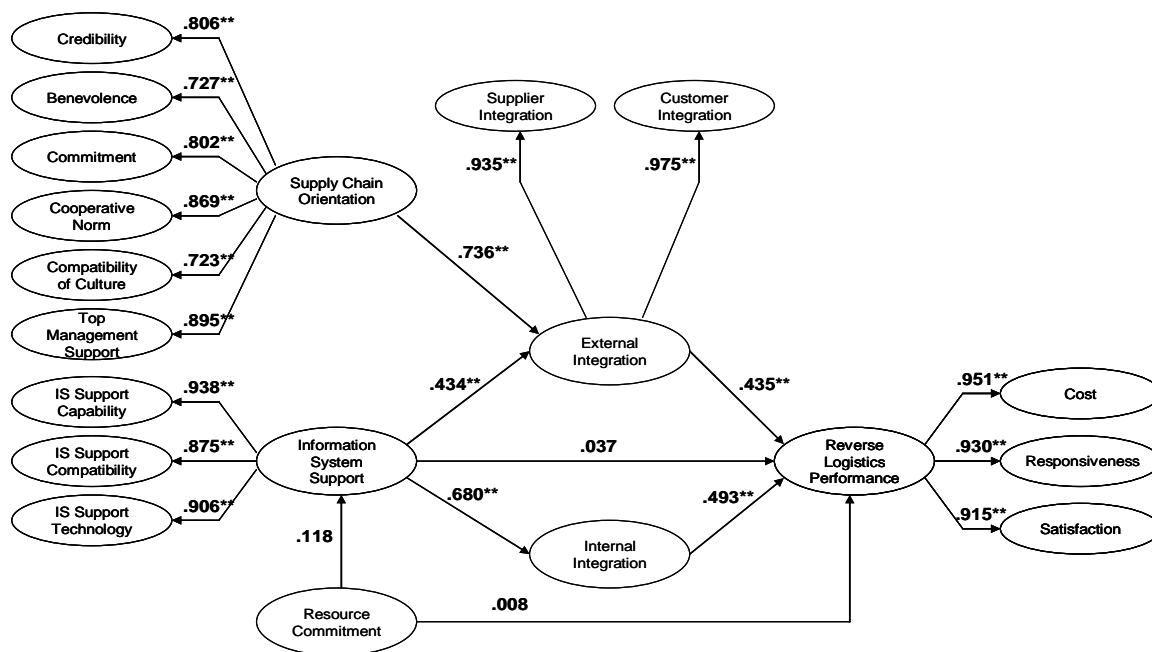 Credibility
.806**
Benevolence
.727**
Commitment
.802**
Cooperative
Norm
.869**
Compatibility
of Culture
.723**
Top
Management
Support
.895**
Supply Chain
Orientation
Supplier
Integration
Customer
Integration
.935**
.975**
.736**
External
Integration
.434**
.435**
IS Support
Capability
.938**
IS Support
Compatibility
.875**
IS Support
Technology
.906**
Information
System
Support
.037
.680**
.493**
Internal
Integration
Reverse
Logistics
Performance
.951**
Cost
.930**
Responsiveness
.915**
Satisfaction
.118
Resource
Commitment
.008